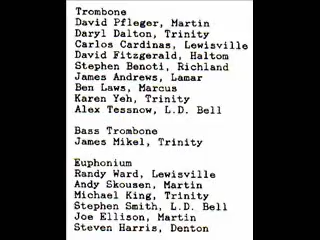 Trombone
David Pfleger, Martin
Daryl Dalton, Trinity
Carlos Cardinas, Lewisville
David Fitzgerald, Haltom
Stephen Benoti, Richland
James Andrews, Lamar
Ben Laws, Marcus
Karen Yeh, Trinity
Alex Tessnow, L.D. Bell
Bass Trombone
James Mikel, Trinity
Euphonium
Randy Ward, Lewisville
Andy Skousen, Martin
Michael King, Trinity
Stephen Smith, L.D. Bell
Joe Ellison, Martin
Steven Harris, Denton